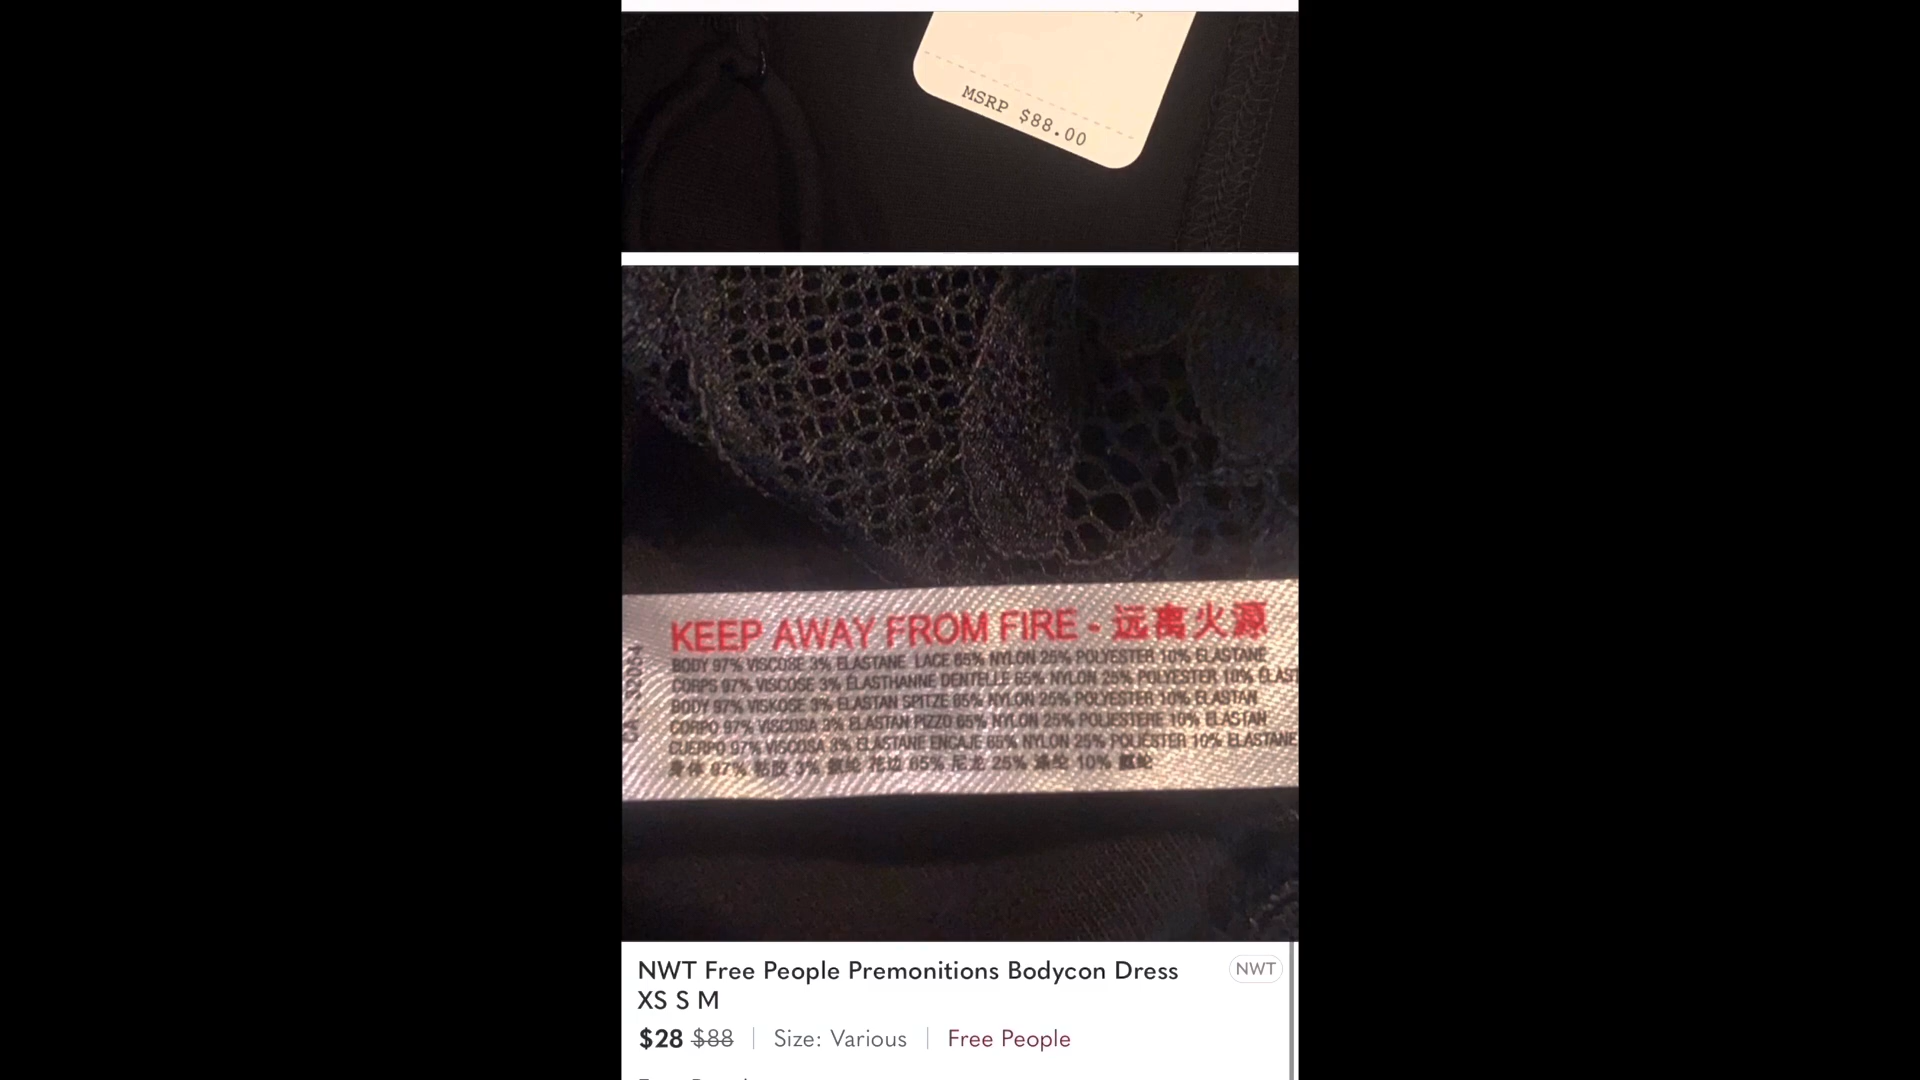 MSRP $88.00
KEEP AWAY FROM FIRE - 远离火源
BODY 97% VISCOSE 3% ELASTANE LACE 65% NYLON 25% POLYESTER 10% ELASTANE
CORPS 97% VISCOSE 3% ÉLASTHANNE DENTELLE 65% NYLON 25% POLYESTER 10% ÉLAST
BODY 97% VISKOSE 3% ELASTAN SPITZE 65% NYLON 25% POLYESTER 10% ELASTAN
CORPO 97% VISCOSA 3% ELASTAN PIZZO 65% NYLON 25% POLIESTERE 10% ELASTAN
CUERPO 97% VISCOSA 3% ELASTANE ENCAJE 65% NYLON 25% POLIÉSTER 10% ELASTANE
身体 97% 粘胶 3% 氨纶 花边 65% 尼龙 25% 涤纶 10% 氨纶
NWT Free People Premonitions Bodycon Dress
XS S M
NWT
$28 $88 | Size: Various | Free People